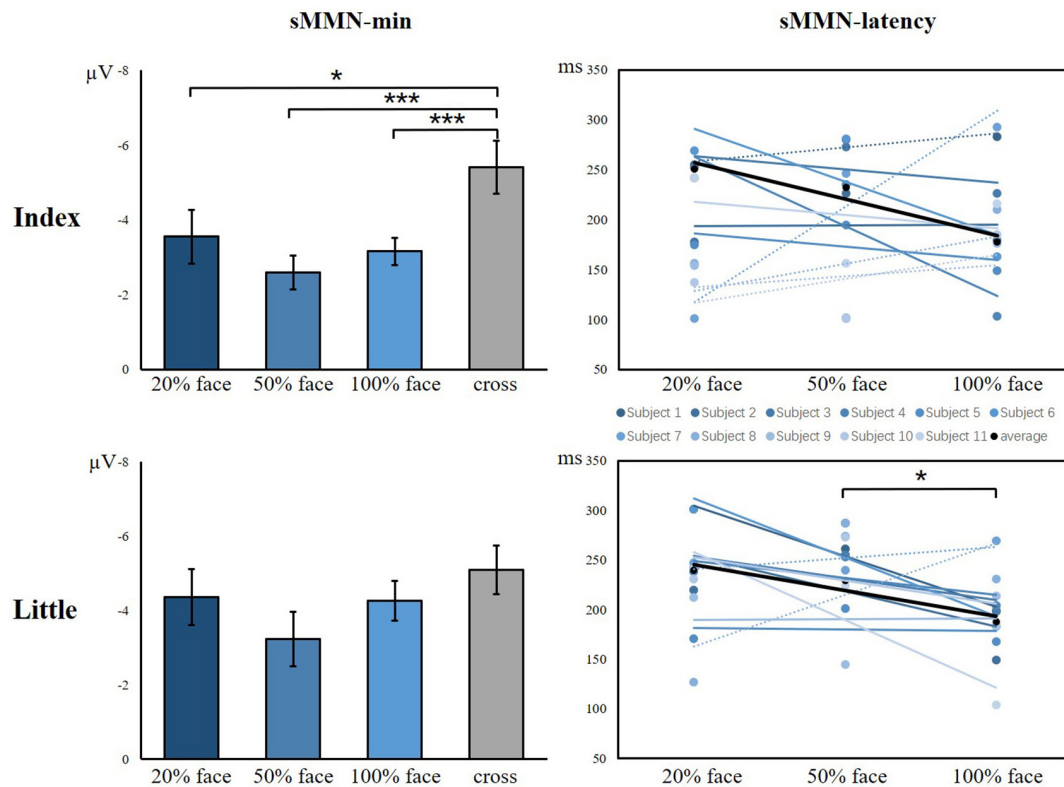 sMMN-min
sMMN-latency
Index
µV
-8
-6
-4
-2
0
*
***
***
20% face 50% face 100% face cross
ms
350
300
250
200
150
100
50
20% face 50% face 100% face
Subject 1 Subject 2 Subject 3 Subject 4 Subject 5 Subject 6
Subject 7 Subject 8 Subject 9 Subject 10 Subject 11 average
Little
µV
-8
-6
-4
-2
0
20% face 50% face 100% face cross
ms
350
300
250
200
150
100
50
*
20% face 50% face 100% face